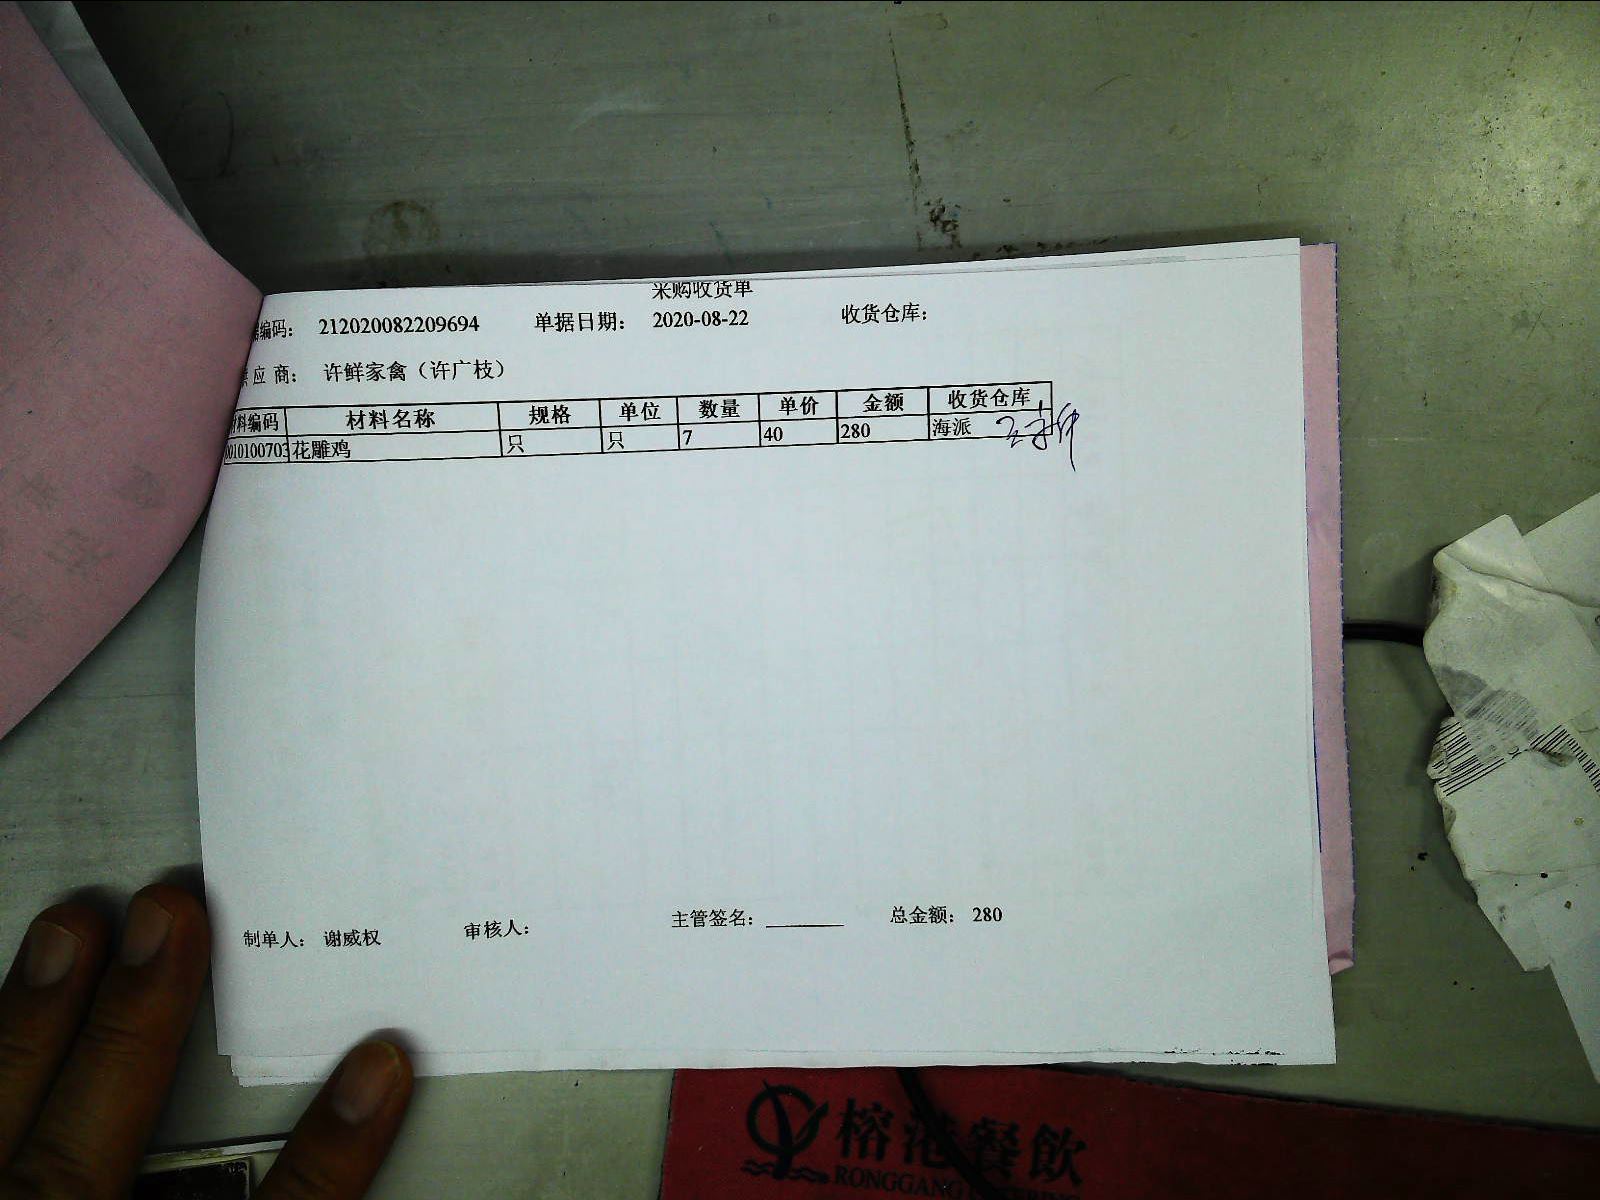 采购收货单
编码： 212020082209694 单据日期： 2020-08-22 收货仓库：
应 商： 许鲜家禽（许广枝）
料编码 材料名称 规格 单位 数量 单价 金额 收货仓库
010100703 花雕鸡 只 只 7 40 280 海派
制单人： 谢威权 审核人： 主管签名： 总金额： 280
榕港餐飲
RONGGANG